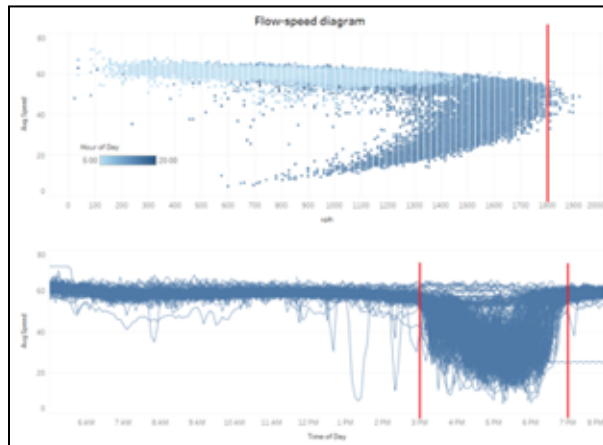 Flow-speed diagram
80
60
40
20
0
Avg Speed
Hour of Day
5:00 20:00
0 100 200 300 400 500 600 700 800 900 1000 1100 1200 1300 1400 1500 1600 1700 1800 1900 2000
vph
80
60
40
20
0
Avg Speed
6 AM 7 AM 8 AM 9 AM 10 AM 11 AM 12 PM 1 PM 2 PM 3 PM 4 PM 5 PM 6 PM 7 PM 8 PM
Time of Day